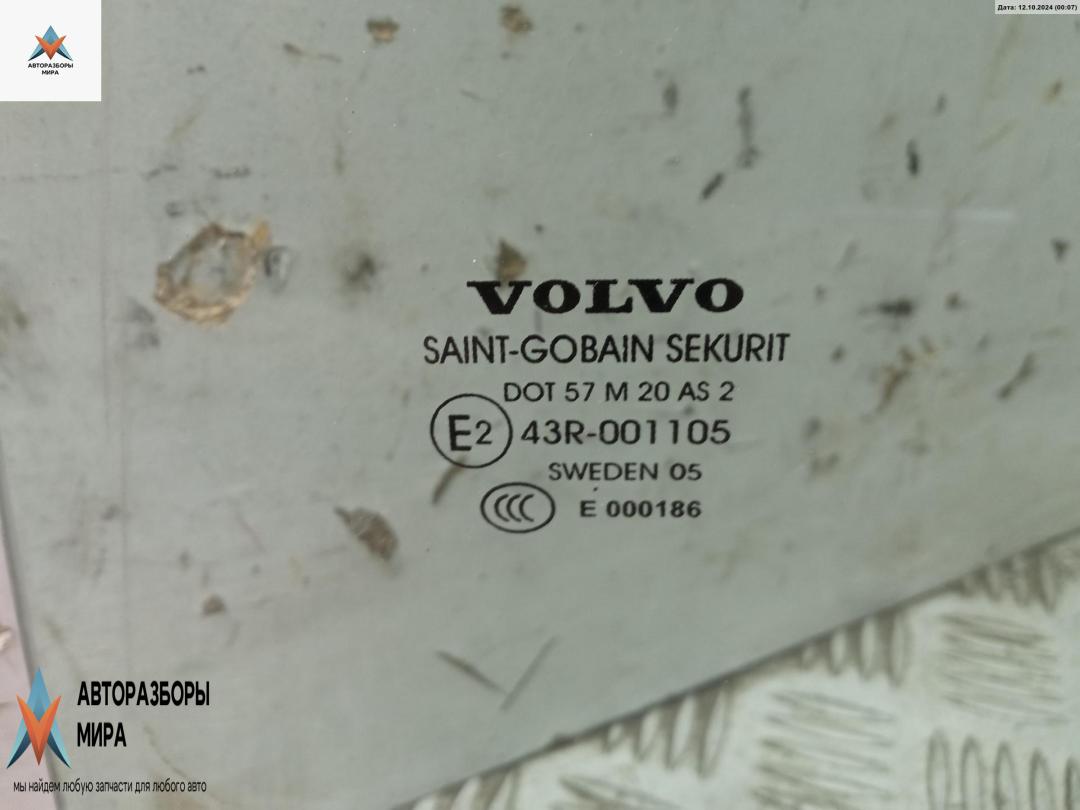 АВТОРАЗБОРЫ
МИРА
Дата: 12.10.2024 (00:07)
VOLVO
SAINT-GOBAIN SEKURIT
DOT 57 M 20 AS 2
E2 43R-001105
SWEDEN 05
CCC E 000186
АВТОРАЗБОРЫ
МИРА
мы найдем любую запчасти для любого авто